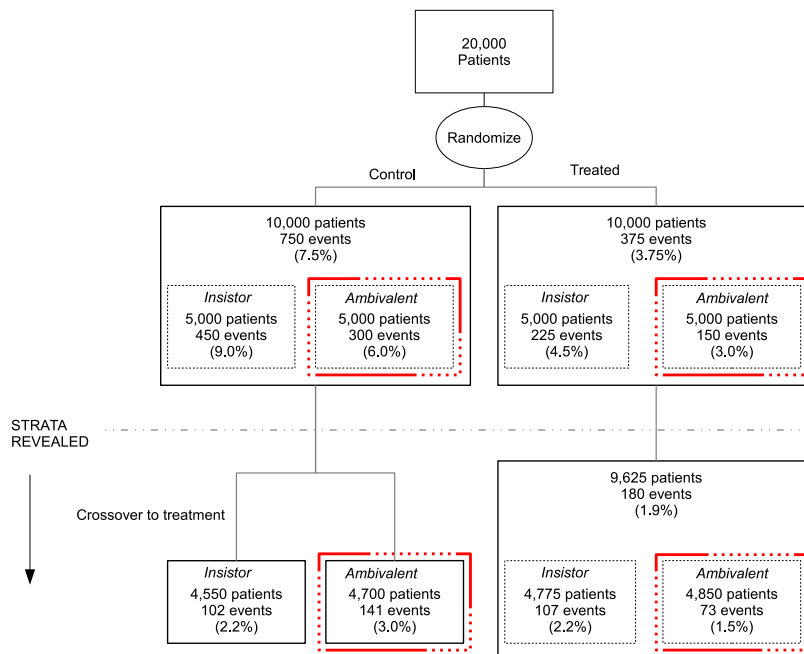 20,000
Patients
Randomize
Control
Treated
10,000 patients
750 events
(7.5%)
Insistor
5,000 patients
450 events
(9.0%)
Ambivalent
5,000 patients
300 events
(6.0%)
10,000 patients
375 events
(3.75%)
Insistor
5,000 patients
225 events
(4.5%)
Ambivalent
5,000 patients
150 events
(3.0%)
STRATA
REVEALED
Crossover to treatment
Insistor
4,550 patients
102 events
(2.2%)
Ambivalent
4,700 patients
141 events
(3.0%)
9,625 patients
180 events
(1.9%)
Insistor
4,775 patients
107 events
(2.2%)
Ambivalent
4,850 patients
73 events
(1.5%)